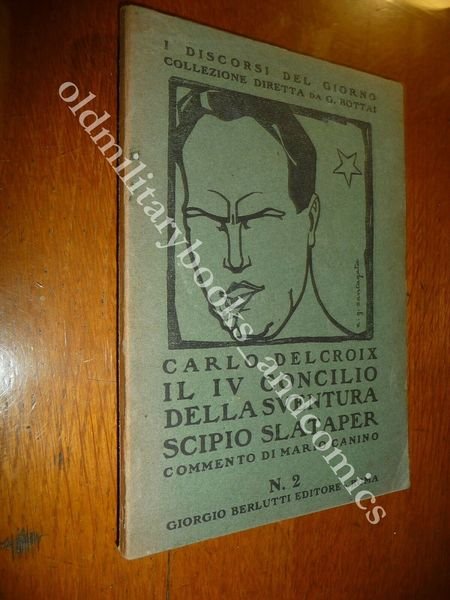 I DISCORSI DEL GIORNO
COLLEZIONE DIRETTA DA G. BOTTAI
CARLO DELCROIX
IL IV CONCILIO
DELLA SVENTURA
SCIPIO SLATAPER
COMMENTO DI MARIO CANINO
N. 2
GIORGIO BERLUTTI EDITORE ROMA
oldmilitarybooks_andcomics